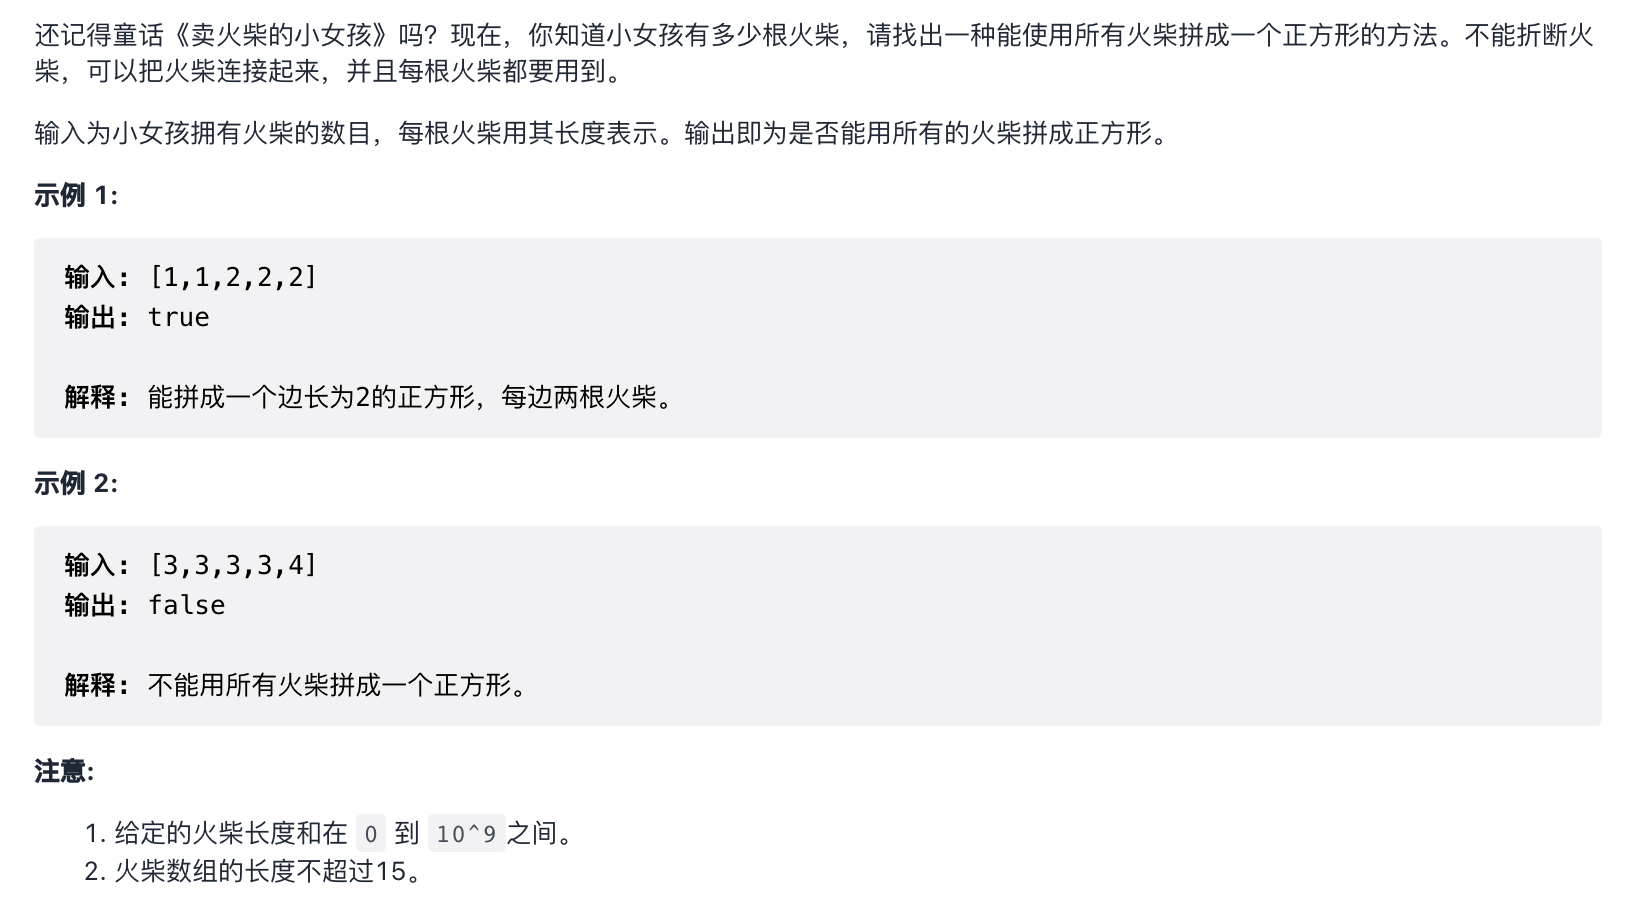 还记得童话《卖火柴的小女孩》吗？现在，你知道小女孩有多少根火柴，请找出一种能使用所有火柴拼成一个正方形的方法。不能折断火
柴，可以把火柴连接起来，并且每根火柴都要用到。
输入为小女孩拥有火柴的数目，每根火柴用其长度表示。输出即为是否能用所有的火柴拼成正方形。
示例 1:
输入: [1,1,2,2,2]
输出: true
解释: 能拼成一个边长为2的正方形，每边两根火柴。
示例 2:
输入: [3,3,3,3,4]
输出: false
解释: 不能用所有火柴拼成一个正方形。
注意:
1. 给定的火柴长度和在 0 到 10^9之间。
2. 火柴数组的长度不超过15。